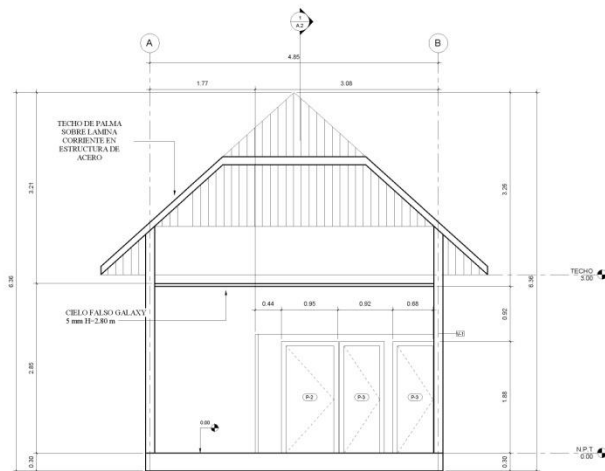 1
A.2
A
B
4.85
1.77
3.08
TECHO DE PALMA
SOBRE LAMINA
CORRIENTE EN
ESTRUCTURA DE
ACERO
3.21
3.26
6.36
6.36
TECHO
3.00
CIELO FALSO GALAXY
5 mm H=2.80 m
0.44
0.95
0.92
0.68
0.92
2.85
1.88
P-2
P-3
P-3
0.00
N.P.T.
0.00
0.30
0.30